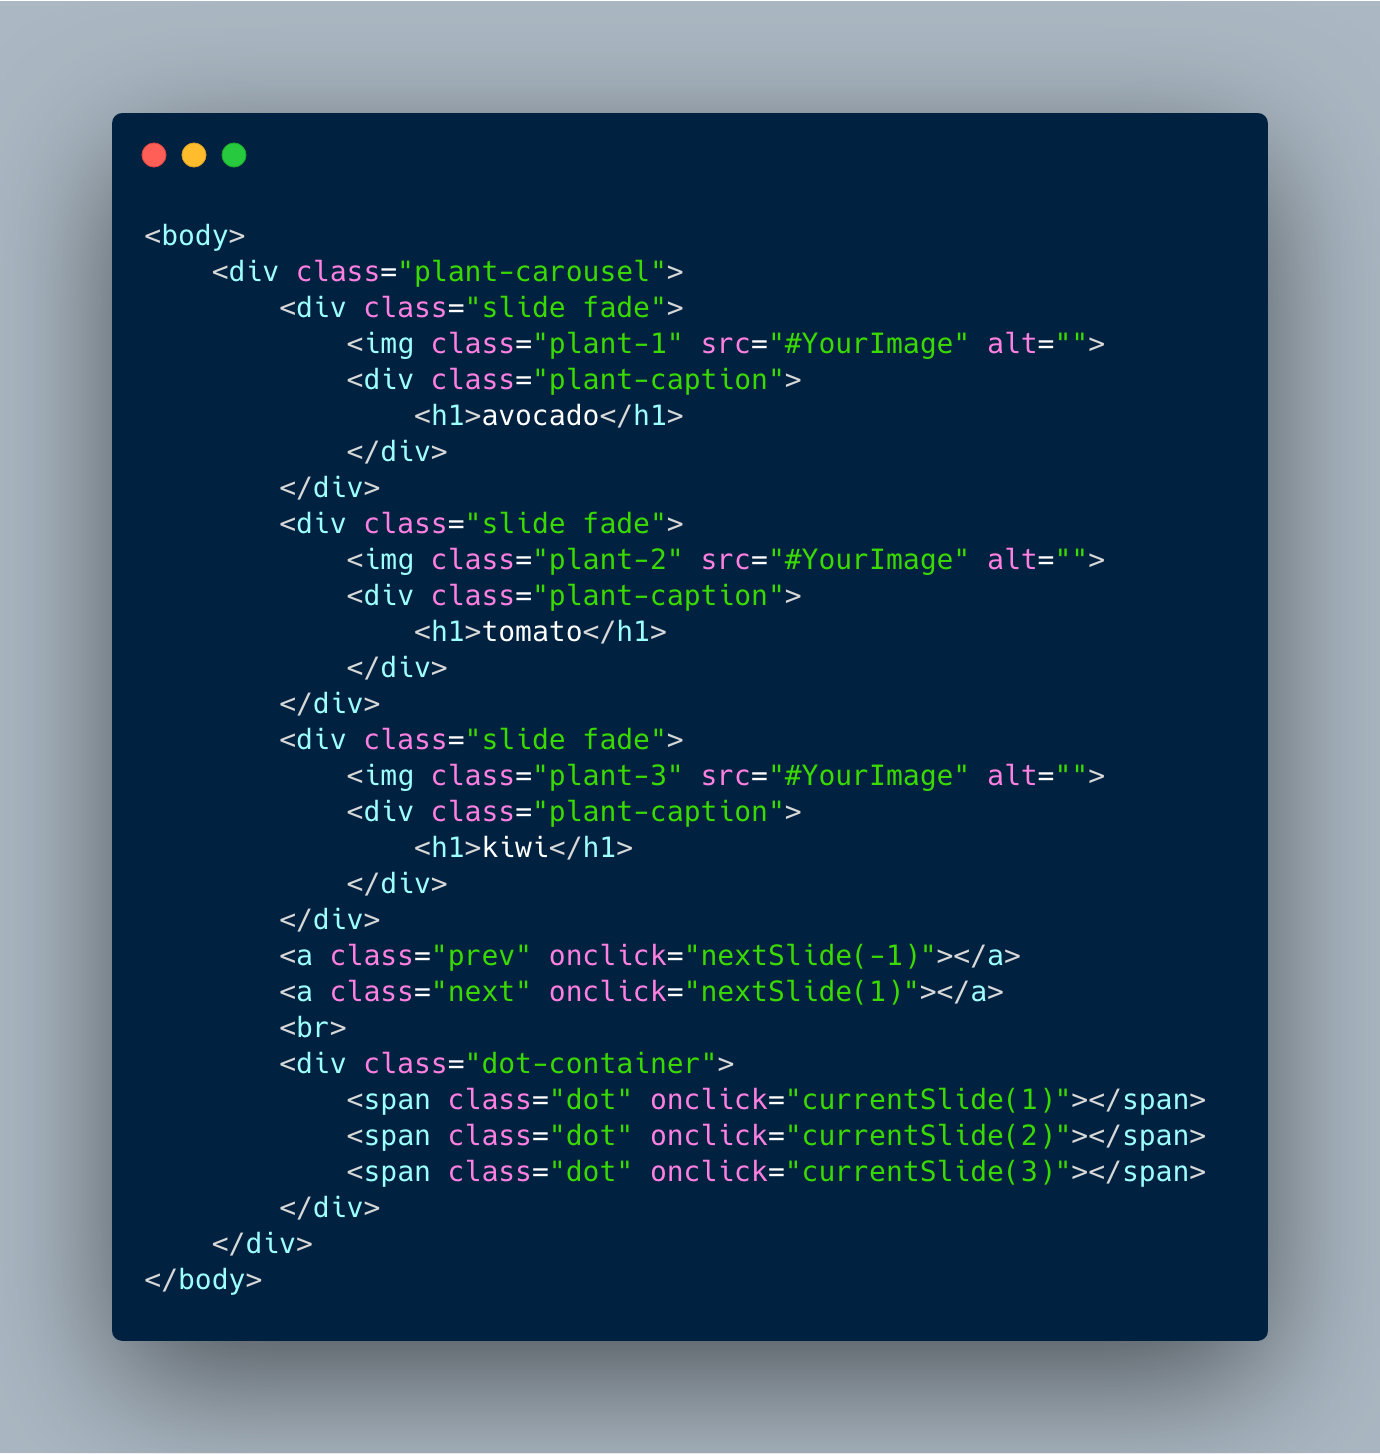 <body>
    <div class="plant-carousel">
        <div class="slide fade">
            <img class="plant-1" src="#YourImage" alt="">
            <div class="plant-caption">
                <h1>avocado</h1>
            </div>
        </div>
        <div class="slide fade">
            <img class="plant-2" src="#YourImage" alt="">
            <div class="plant-caption">
                <h1>tomato</h1>
            </div>
        </div>
        <div class="slide fade">
            <img class="plant-3" src="#YourImage" alt="">
            <div class="plant-caption">
                <h1>kiwi</h1>
            </div>
        </div>
        <a class="prev" onclick="nextSlide(-1)"></a>
        <a class="next" onclick="nextSlide(1)"></a>
        <br>
        <div class="dot-container">
            <span class="dot" onclick="currentSlide(1)"></span>
            <span class="dot" onclick="currentSlide(2)"></span>
            <span class="dot" onclick="currentSlide(3)"></span>
        </div>
    </div>
</body>